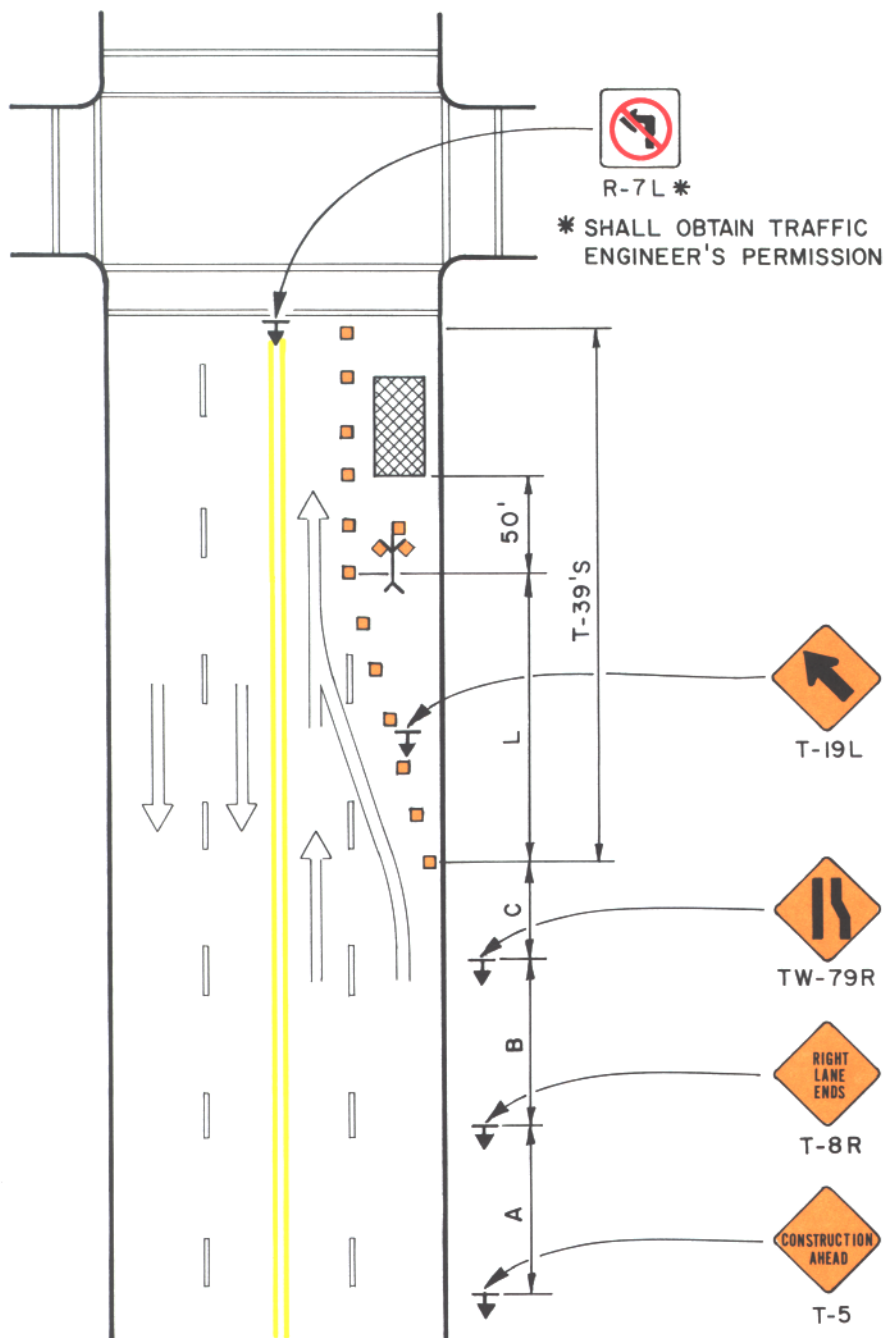 R-7L *
* SHALL OBTAIN TRAFFIC
ENGINEER'S PERMISSION
50'
T-39'S
L
T-19L
C
TW-79R
B
RIGHT
LANE
ENDS
T-8R
A
CONSTRUCTION
AHEAD
T-5